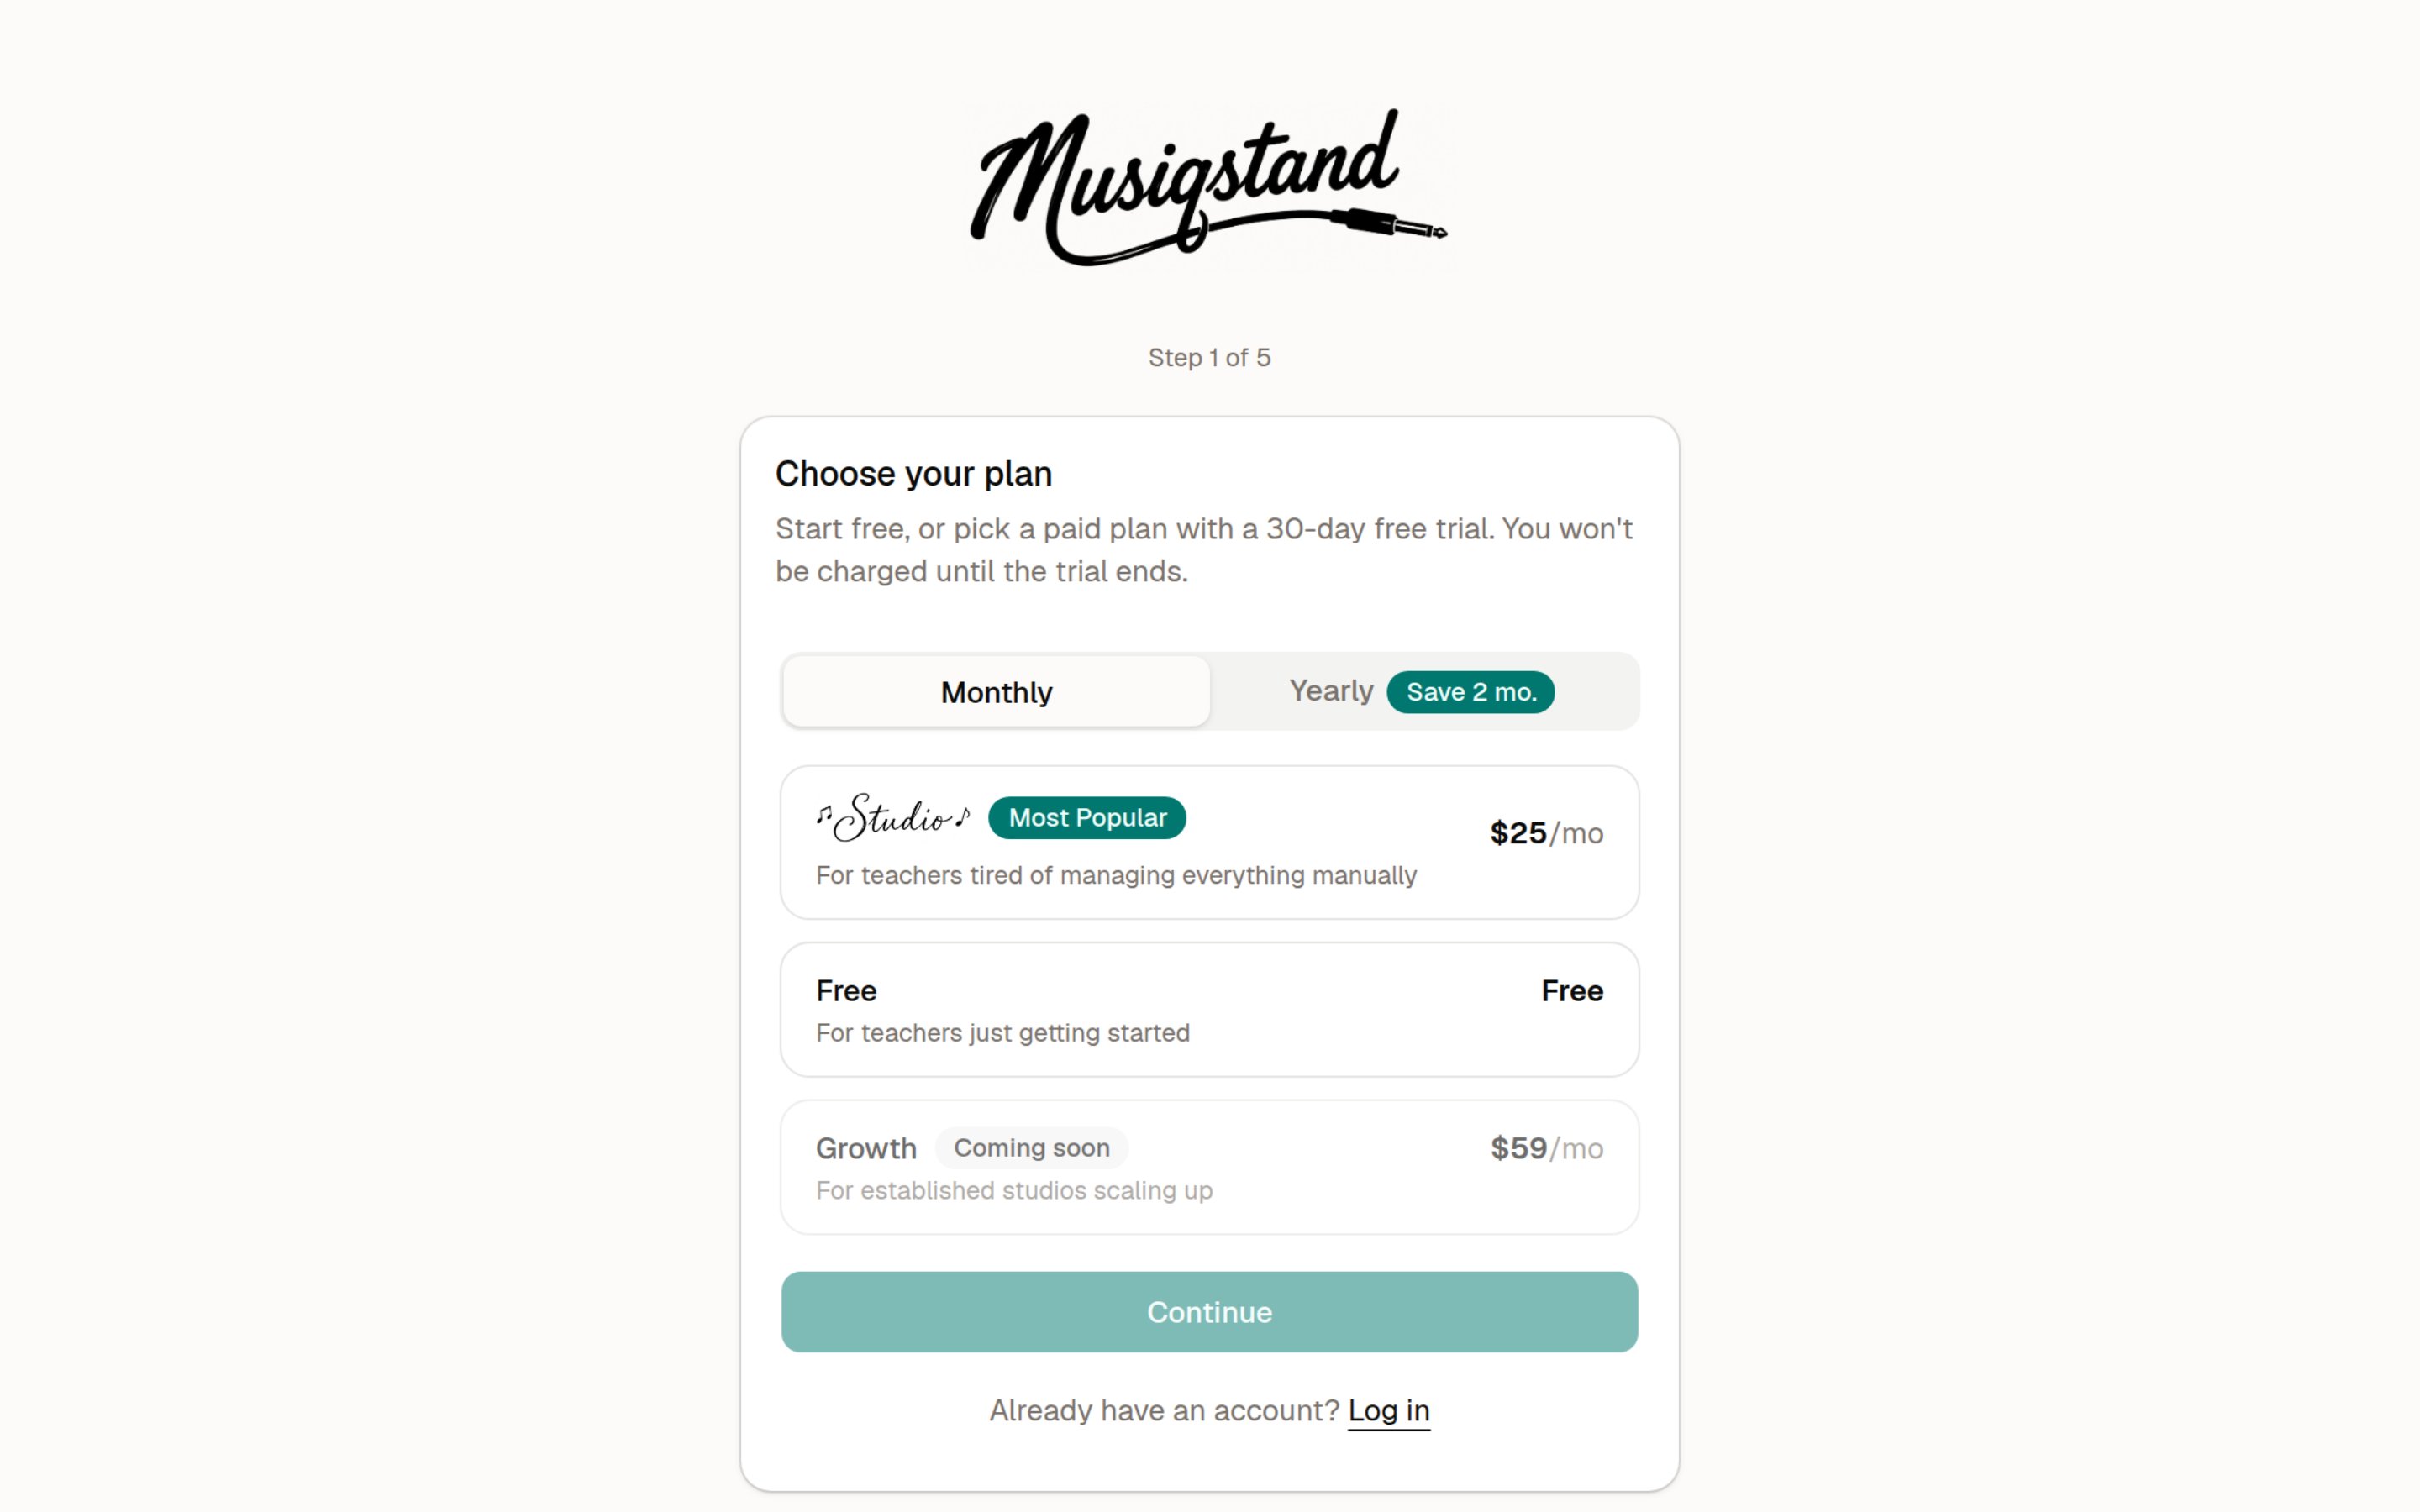 Musiqstand
Step 1 of 5
Choose your plan
Start free, or pick a paid plan with a 30-day free trial. You won't
be charged until the trial ends.
Monthly
Yearly Save 2 mo.
Studio Most Popular
$25/mo
For teachers tired of managing everything manually
Free
Free
For teachers just getting started
Growth Coming soon
$59/mo
For established studios scaling up
Continue
Already have an account? Log in